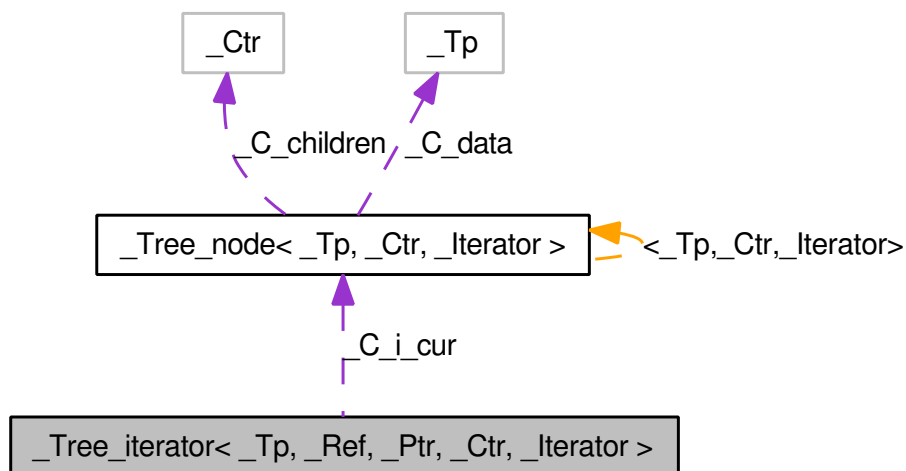 _Ctr
_Tp
_C_children
_C_data
_Tree_node< _Tp, _Ctr, _Iterator >
<_Tp,_Ctr,_Iterator>
_C_i_cur
_Tree_iterator< _Tp, _Ref, _Ptr, _Ctr, _Iterator >